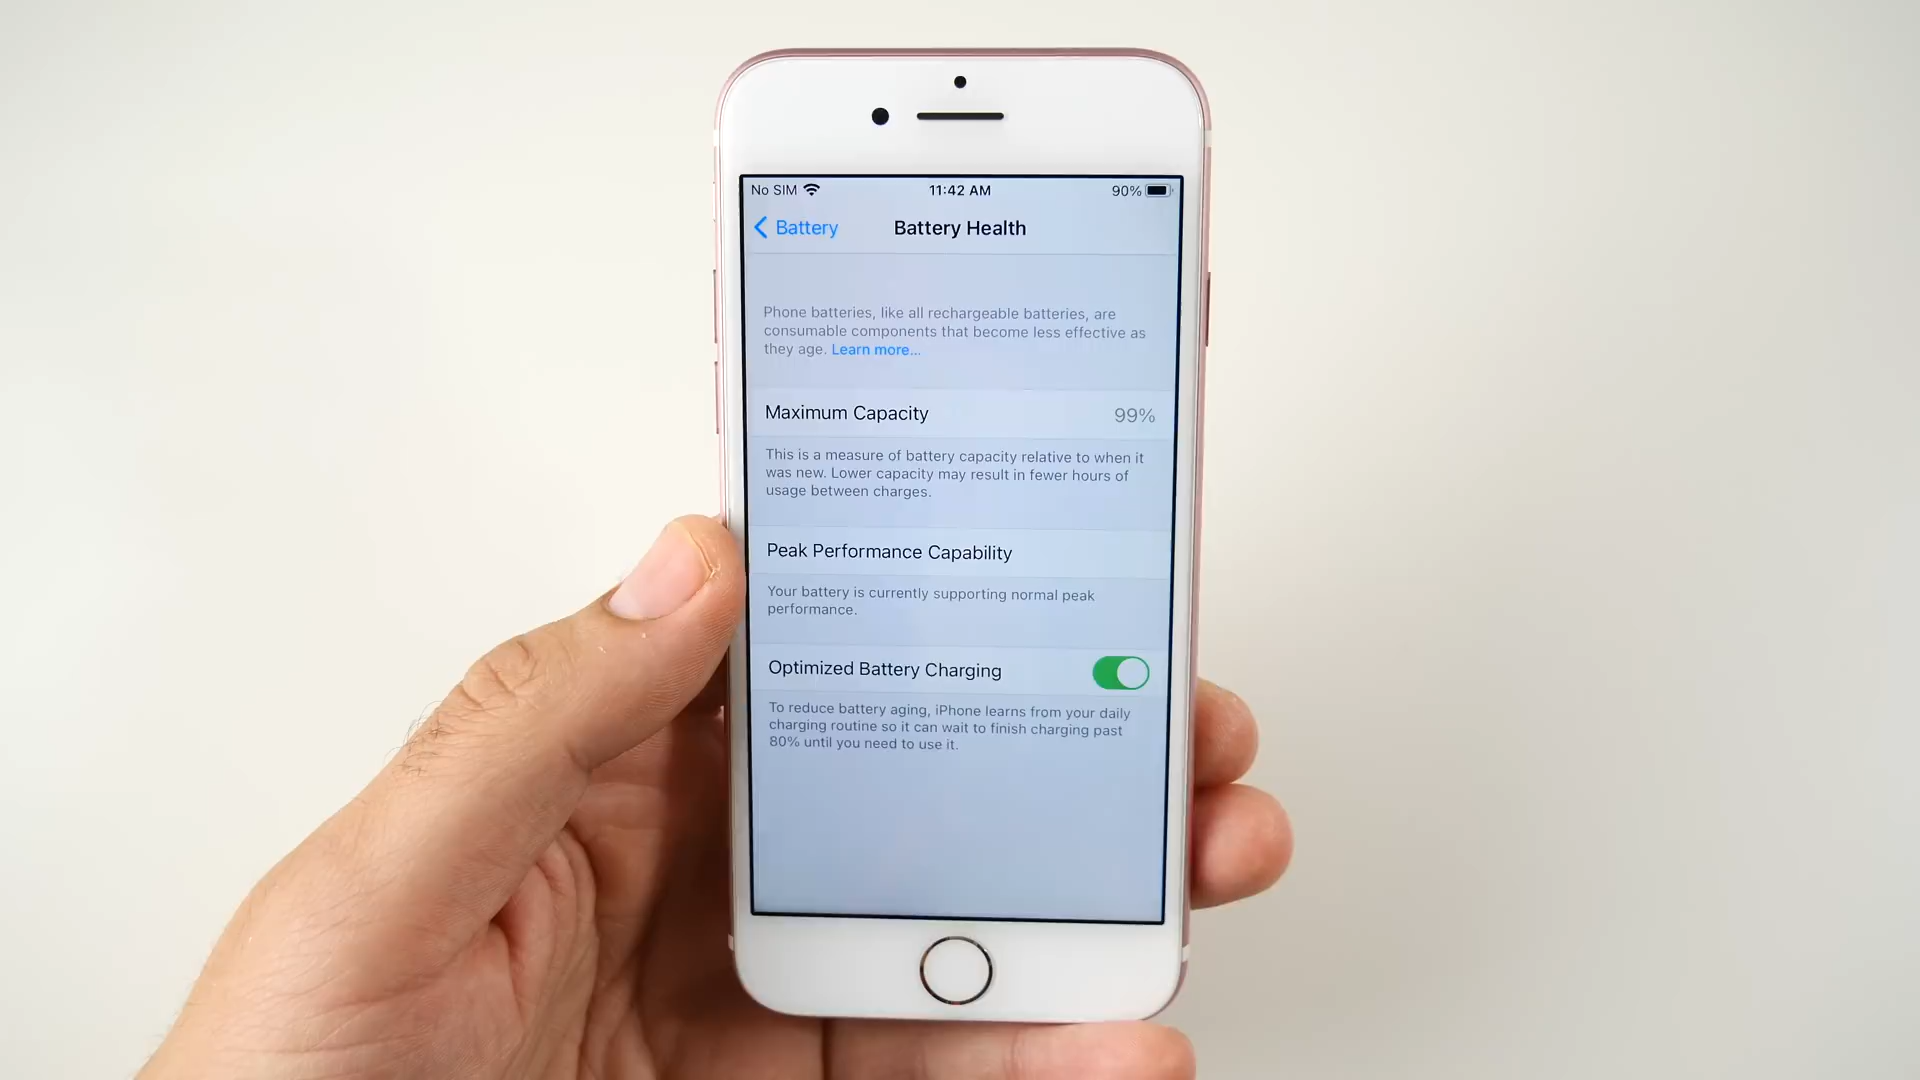 No SIM 11:42 AM 90%
Battery Battery Health
Phone batteries, like all rechargeable batteries, are
consumable components that become less effective as
they age. Learn more...
Maximum Capacity 99%
This is a measure of battery capacity relative to when it
was new. Lower capacity may result in fewer hours of
usage between charges.
Peak Performance Capability
Your battery is currently supporting normal peak
performance.
Optimized Battery Charging
To reduce battery aging, iPhone learns from your daily
charging routine so it can wait to finish charging past
80% until you need to use it.